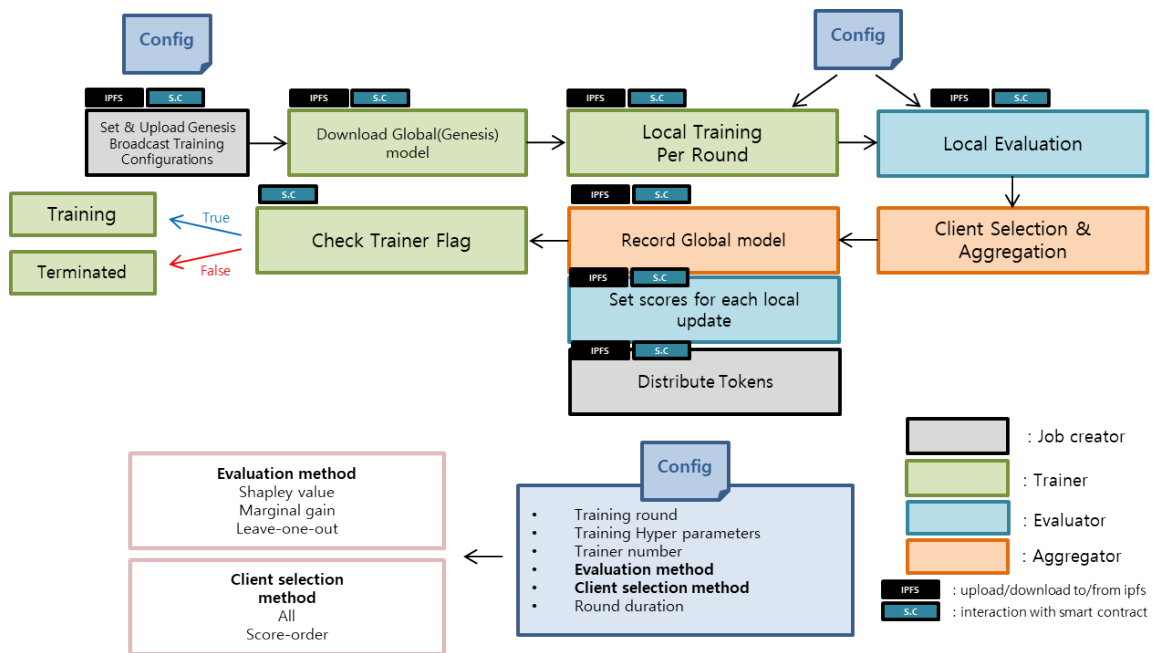 Config
Config
IPFS
S.C
IPFS
S.C
IPFS
S.C
IPFS
S.C
Set & Upload Genesis
Broadcast Training
Configurations
Download Global(Genesis)
model
Local Training
Per Round
Local Evaluation
S.C
IPFS
S.C
Training
True
Check Trainer Flag
Record Global model
Client Selection &
Aggregation
Terminated
False
IPFS
S.C
Set scores for each local
update
IPFS
S.C
Distribute Tokens
: Job creator
: Trainer
: Evaluator
: Aggregator
IPFS : upload/download to/from ipfs
S.C : interaction with smart contract
Evaluation method
Shapley value
Marginal gain
Leave-one-out
Client selection
method
All
Score-order
Config
• Training round
• Training Hyper parameters
• Trainer number
• Evaluation method
• Client selection method
• Round duration